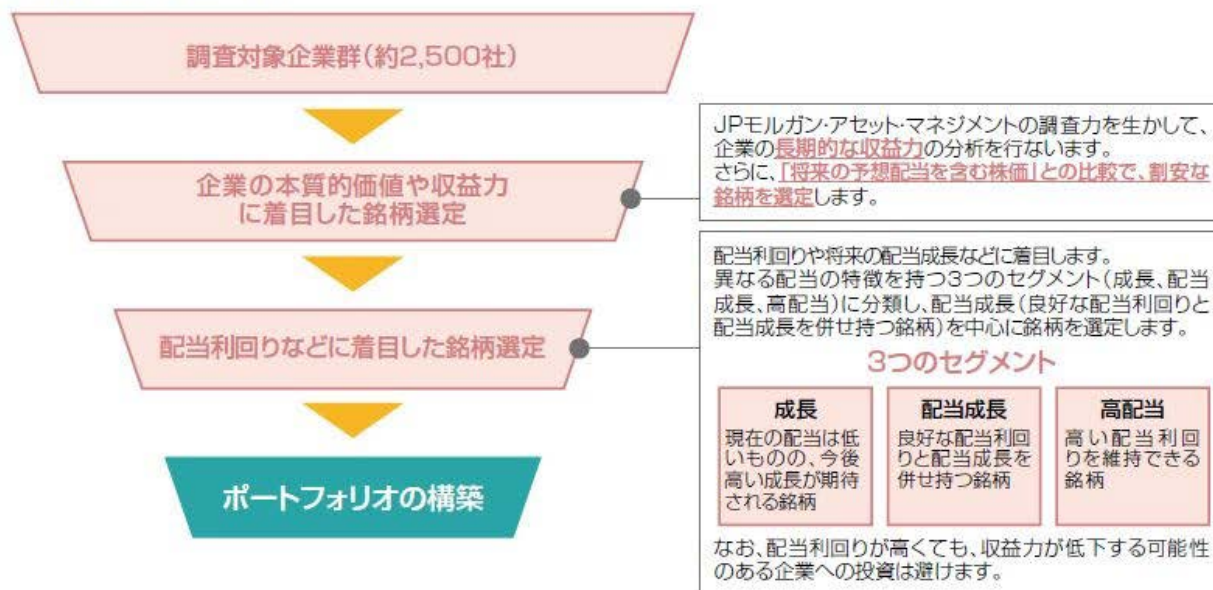 調査対象企業群(約2,500社)
企業の本質的価値や収益力
に着目した銘柄選定
JPモルガン・アセット・マネジメントの調査力を生かして、
企業の長期的な収益力の分析を行ないます。
さらに、「将来の予想配当を含む株価」との比較で、割安な
銘柄を選定します。
配当利回りなどに着目した銘柄選定
配当利回りや将来の配当成長などに着目します。
異なる配当の特徴を持つ3つのセグメント(成長、配当
成長、高配当)に分類し、配当成長(良好な配当利回りと
配当成長を併せ持つ銘柄)を中心に銘柄を選定します。
3つのセグメント
成長
現在の配当は低
いものの、今後
高い成長が期待
される銘柄
配当成長
良好な配当利回
りと配当成長を
併せ持つ銘柄
高配当
高い配当利回
りを維持できる
銘柄
なお、配当利回りが高くても、収益力が低下する可能性
のある企業への投資は避けます。
ポートフォリオの構築